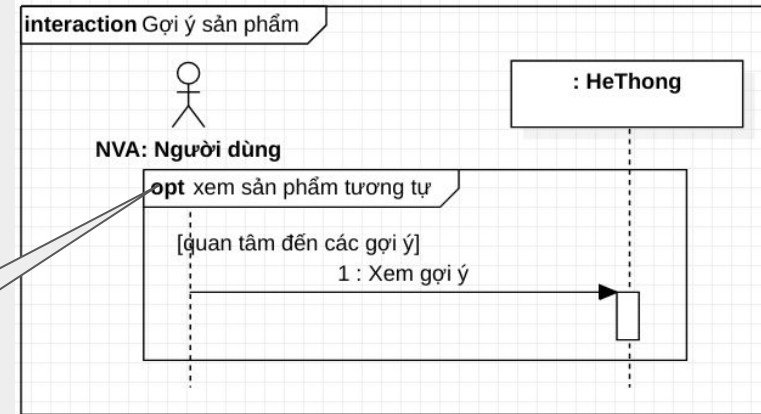 interaction Gợi ý sản phẩm
: HeThong
NVA: Người dùng
opt xem sản phẩm tương tự
[quan tâm đến các gợi ý]
1 : Xem gợi ý